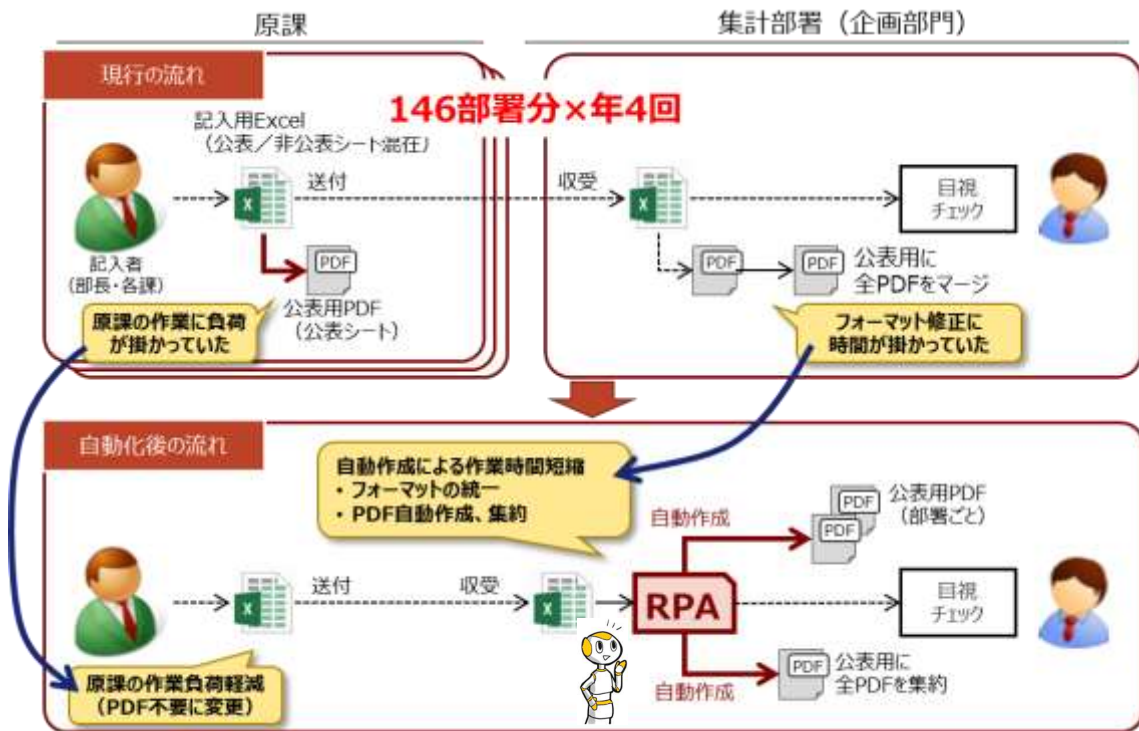 原課
集計部署（企画部門）
現行の流れ
146部署分×年4回
記入用Excel
（公表／非公表シート混在）
送付
収受
目視
チェック
記入者
（部長・各課）
PDF
公表用PDF
（公表シート）
PDF
PDF
公表用に
全PDFをマージ
原課の作業に負荷
が掛かっていた
フォーマット修正に
時間が掛かっていた
自動化後の流れ
自動作成による作業時間短縮
・フォーマットの統一
・PDF自動作成、集約
自動作成
PDF
PDF
公表用PDF
（部署ごと）
送付
収受
RPA
目視
チェック
自動作成
PDF
公表用に
全PDFを集約
原課の作業負荷軽減
（PDF不要に変更）